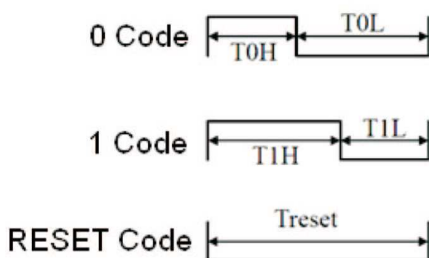 0 Code T0H T0L
1 Code T1H T1L
RESET Code Treset